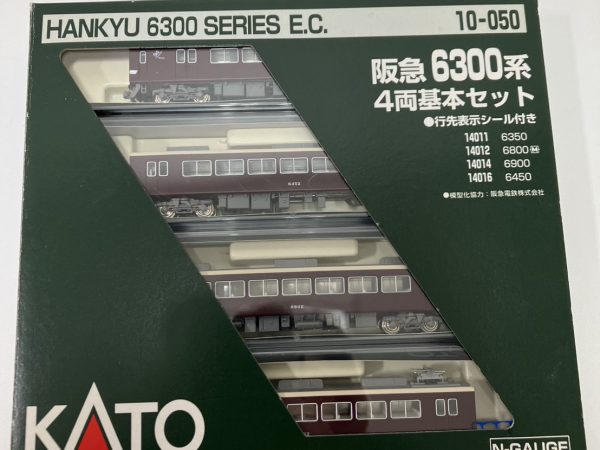 HANKYU 6300 SERIES E.C.
10-050
阪急6300系
4両基本セット
●行先表示シール付き
14011 6350
14012 6800 M
14014 6900
14016 6450
●模型化協力：阪急電鉄株式会社
KATO
N-GAUGE